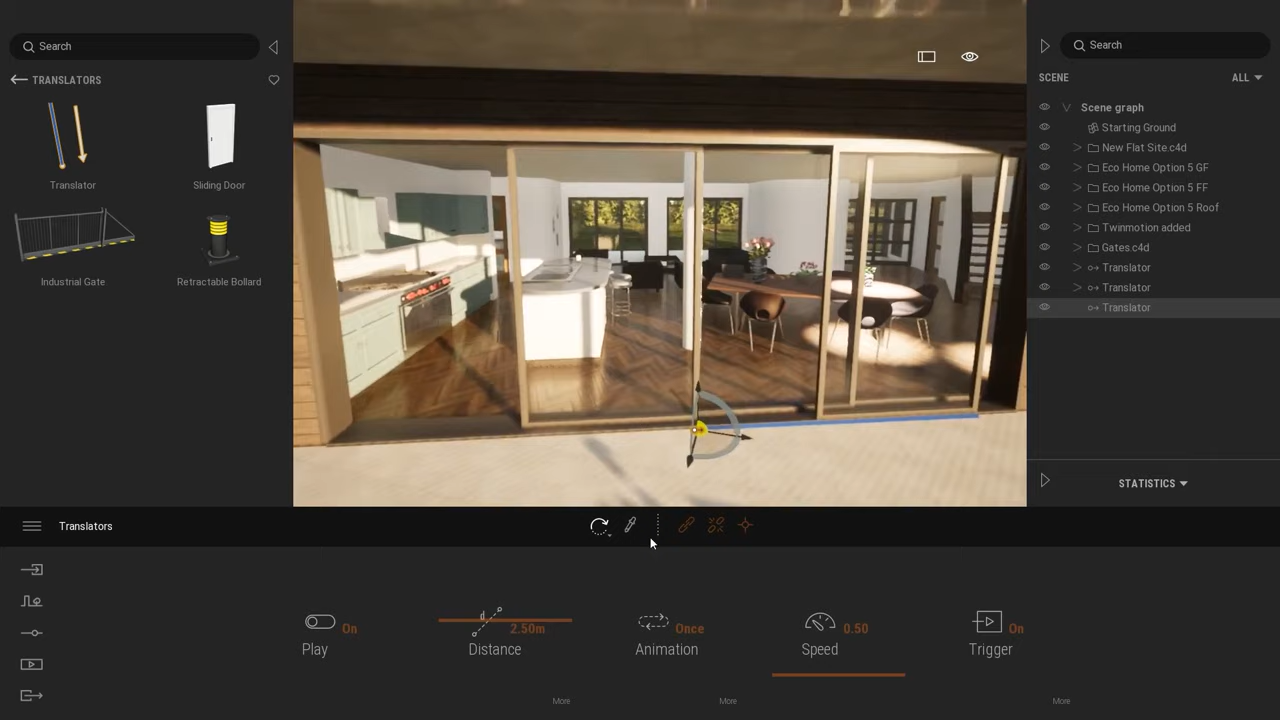 Search
TRANSLATORS
Translator
Sliding Door
Industrial Gate
Retractable Bollard
Search
SCENE
ALL
Scene graph
Starting Ground
New Flat Site.c4d
Eco Home Option 5 GF
Eco Home Option 5 FF
Eco Home Option 5 Roof
Twinmotion added
Gates.c4d
Translator
Translator
Translator
STATISTICS
Translators
On
Play
d
2.50m
Distance
Once
Animation
0.50
Speed
On
Trigger
More
More
More